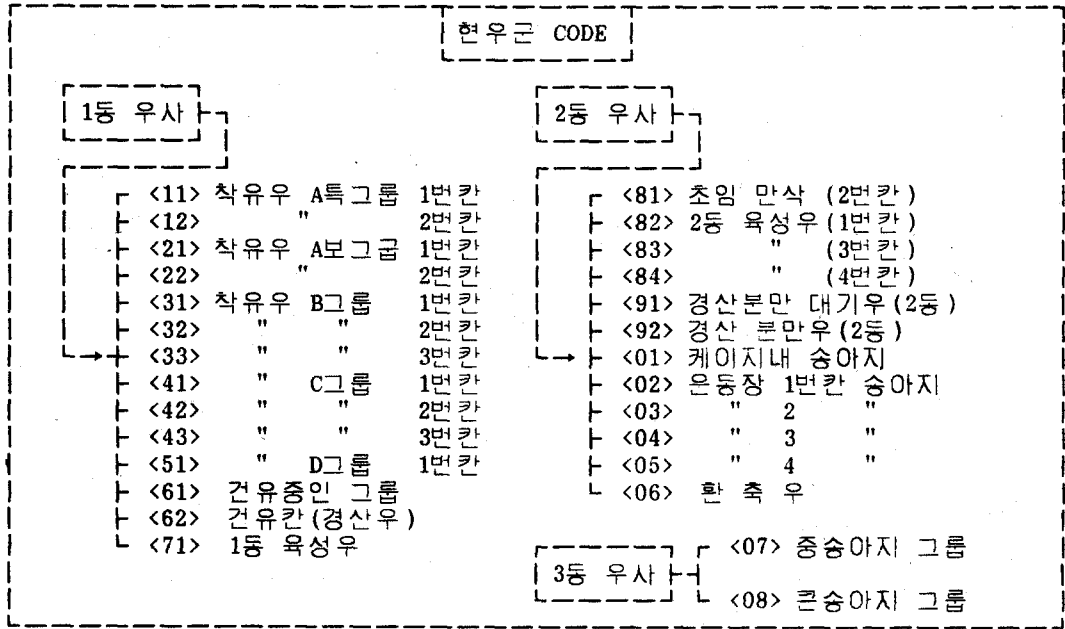 현우군 CODE
1동 우사
<11> 착유우 A특그룹 1번칸
<12> " 2번칸
<21> 착유우 A보그굽 1번칸
<22> " 2번칸
<31> 착유우 B그룹 1번칸
<32> " " 2번칸
<33> " " 3번칸
<41> " C그룹 1번칸
<42> " " 2번칸
<43> " " 3번칸
<51> " D그룹 1번칸
<61> 건유중인 그룹
<62> 건유칸(경산우)
<71> 1동 육성우
2동 우사
<81> 초임 만삭 (2번칸)
<82> 2동 육성우(1번칸)
<83> " (3번칸)
<84> " (4번칸)
<91> 경산분만 대기우(2동)
<92> 경산 분만우(2동)
<01> 케이지내 송아지
<02> 운동장 1번칸 송아지
<03> " 2 "
<04> " 3 "
<05> " 4 "
<06> 환 축 우
3동 우사
<07> 중송아지 그룹
<08> 큰송아지 그룹